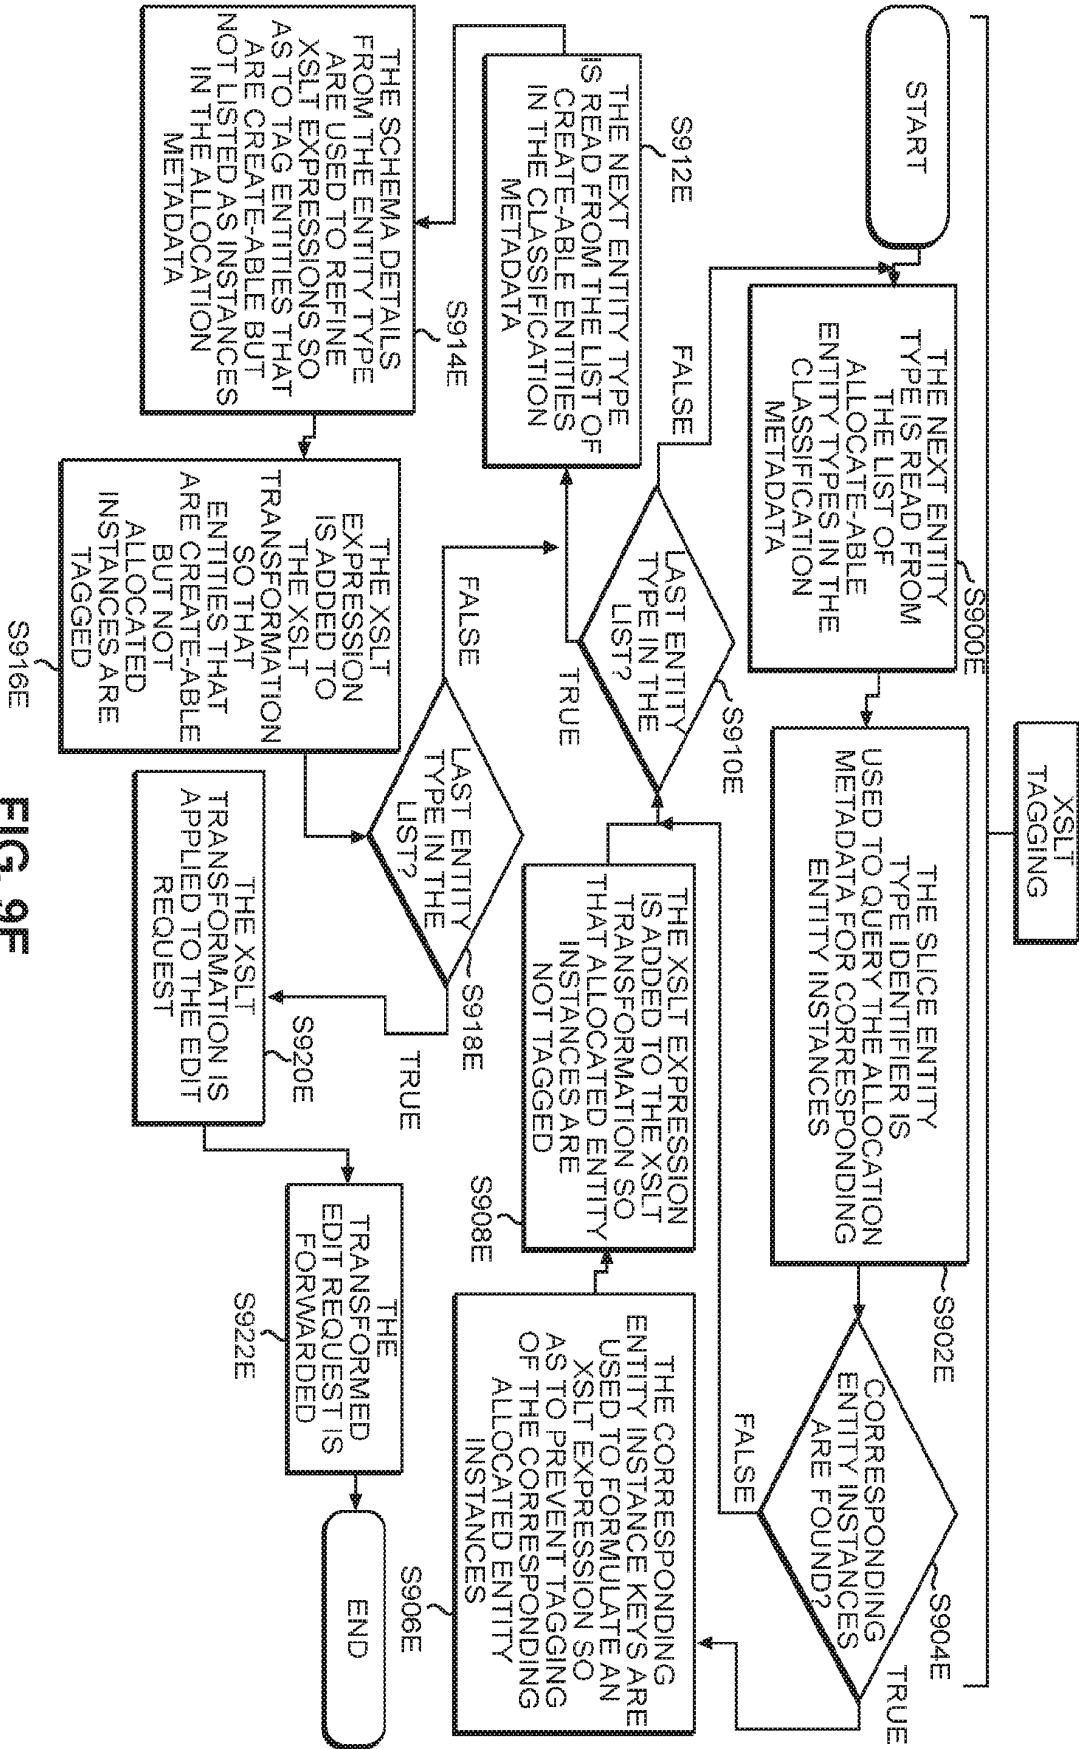 XSLT
TAGGING
START
THE NEXT ENTITY
TYPE IS READ FROM
THE LIST OF
ALLOCATE-ABLE
ENTITY TYPES IN THE
CLASSIFICATION
METADATA
S900E
THE SLICE ENTITY
TYPE IDENTIFIER IS
USED TO QUERY THE ALLOCATION
METADATA FOR CORRESPONDING
ENTITY INSTANCES
S902E
CORRESPONDING
ENTITY INSTANCES
ARE FOUND?
S904E
TRUE
FALSE
THE CORRESPONDING
ENTITY INSTANCE KEYS ARE
USED TO FORMULATE AN
XSLT EXPRESSION SO
AS TO PREVENT TAGGING
OF THE CORRESPONDING
ALLOCATED ENTITY
INSTANCES
S906E
THE XSLT EXPRESSION
IS ADDED TO THE XSLT
TRANSFORMATION SO
THAT ALLOCATED ENTITY
INSTANCES ARE
NOT TAGGED
S908E
LAST ENTITY
TYPE IN THE
LIST?
S910E
FALSE
TRUE
THE NEXT ENTITY TYPE
IS READ FROM THE LIST OF
CREATE-ABLE ENTITIES
IN THE CLASSIFICATION
METADATA
S912E
THE SCHEMA DETAILS
FROM THE ENTITY TYPE
ARE USED TO REFINE
XSLT EXPRESSIONS SO
AS TO TAG ENTITIES THAT
ARE CREATE-ABLE BUT
NOT LISTED AS INSTANCES
IN THE ALLOCATION
METADATA
S914E
THE XSLT
EXPRESSION
IS ADDED TO
THE XSLT
TRANSFORMATION
SO THAT
ENTITIES THAT
ARE CREATE-ABLE
BUT NOT
ALLOCATED
INSTANCES ARE
TAGGED
S916E
LAST ENTITY
TYPE IN THE
LIST?
S918E
FALSE
TRUE
THE XSLT
TRANSFORMATION IS
APPLIED TO THE EDIT
REQUEST
S920E
THE
TRANSFORMED
EDIT REQUEST IS
FORWARDED
S922E
END
FIG. 9E